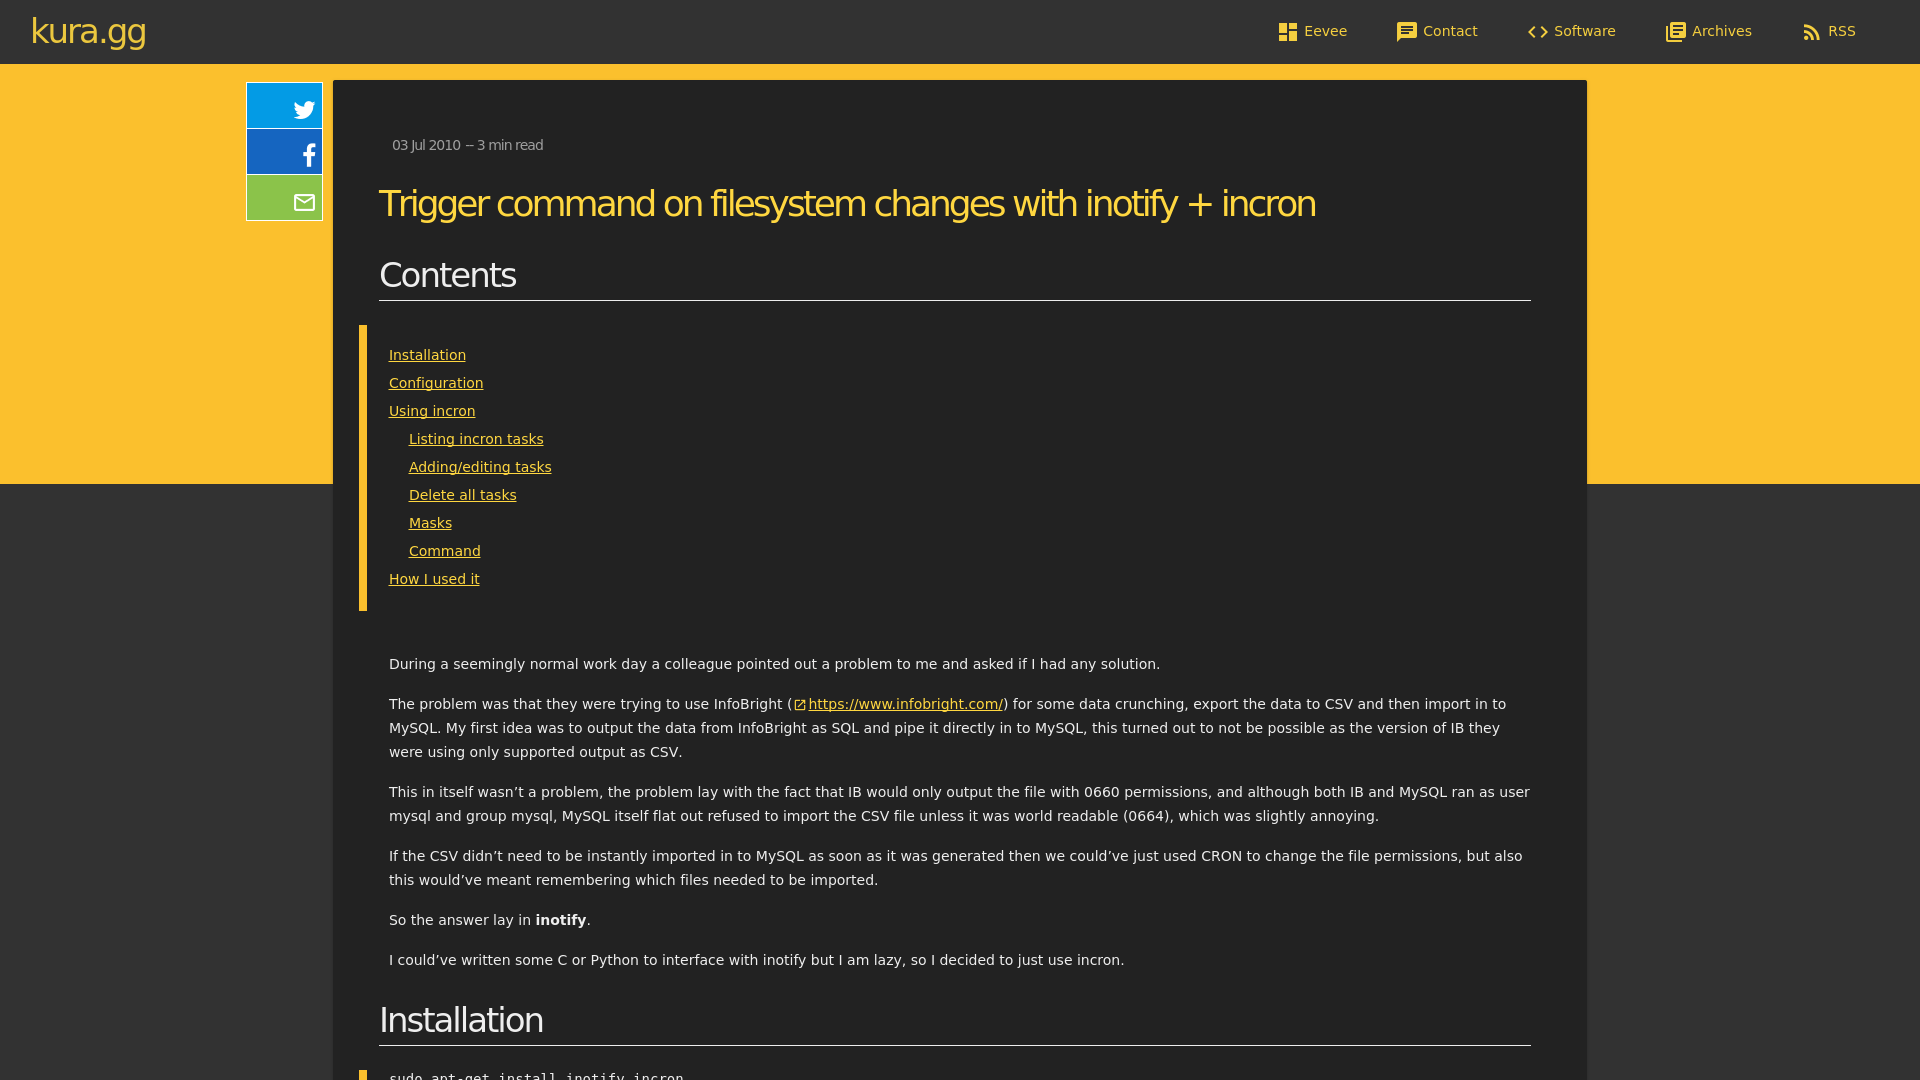 kura.gg
Eevee
Contact
Software
Archives
RSS
03 Jul 2010 -- 3 min read
Trigger command on filesystem changes with inotify + incron
Contents
Installation
Configuration
Using incron
Listing incron tasks
Adding/editing tasks
Delete all tasks
Masks
Command
How I used it
During a seemingly normal work day a colleague pointed out a problem to me and asked if I had any solution.
The problem was that they were trying to use InfoBright (https://www.infobright.com/) for some data crunching, export the data to CSV and then import in to
MySQL. My first idea was to output the data from InfoBright as SQL and pipe it directly in to MySQL, this turned out to not be possible as the version of IB they
were using only supported output as CSV.
This in itself wasn’t a problem, the problem lay with the fact that IB would only output the file with 0660 permissions, and although both IB and MySQL ran as user
mysql and group mysql, MySQL itself flat out refused to import the CSV file unless it was world readable (0664), which was slightly annoying.
If the CSV didn’t need to be instantly imported in to MySQL as soon as it was generated then we could’ve just used CRON to change the file permissions, but also
this would’ve meant remembering which files needed to be imported.
So the answer lay in inotify.
I could’ve written some C or Python to interface with inotify but I am lazy, so I decided to just use incron.
Installation
sudo apt-get install inotify incron